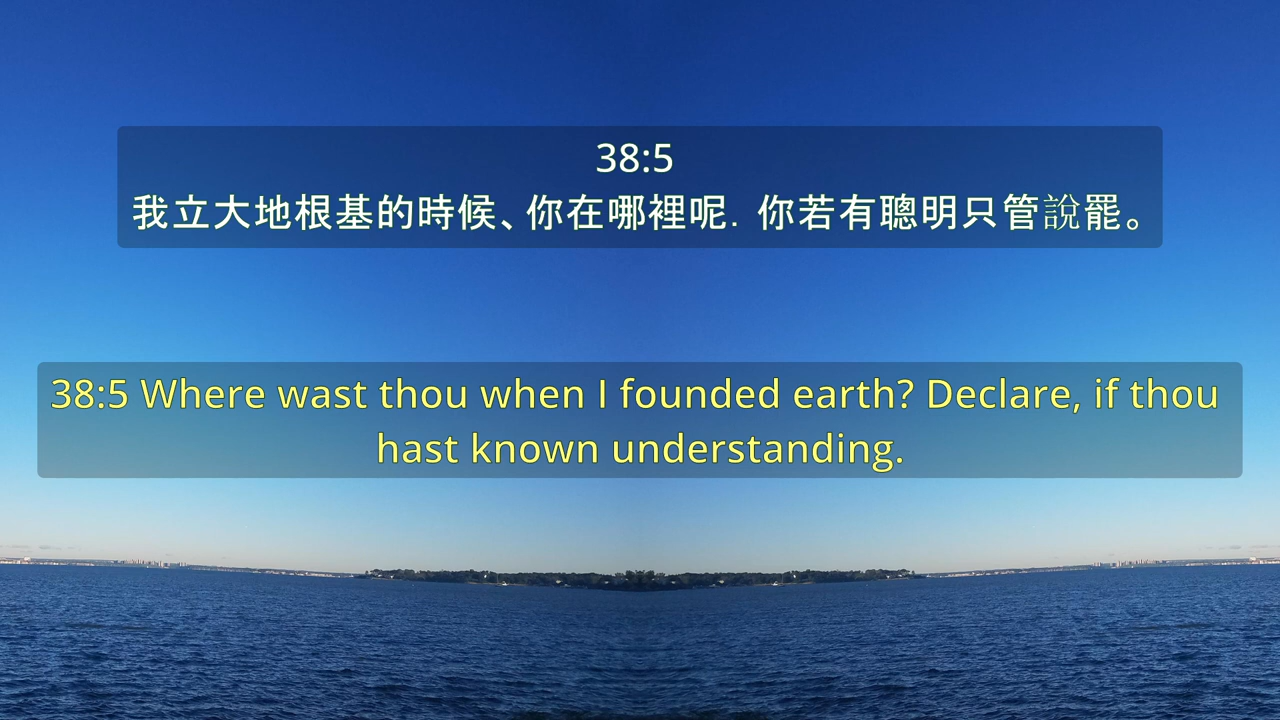 38:5
我立大地根基的時候、你在哪裡呢．你若有聰明只管說罷。
38:5 Where wast thou when I founded earth? Declare, if thou
hast known understanding.